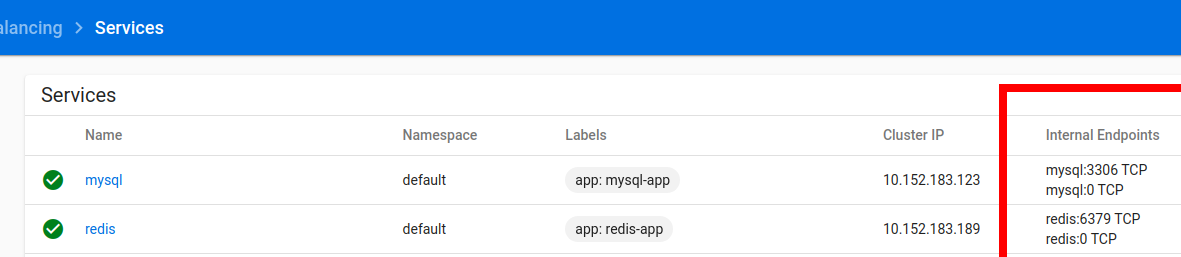 alancing > Services
Services
Name Namespace Labels Cluster IP Internal Endpoints
mysql default app: mysql-app 10.152.183.123 mysql:3306 TCP
mysql:0 TCP
redis default app: redis-app 10.152.183.189 redis:6379 TCP
redis:0 TCP